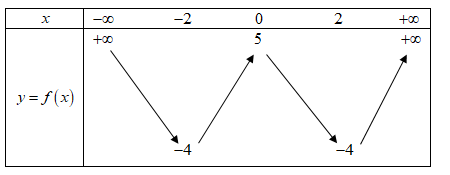 x −∞ −2 0 2 +∞
+∞ 5 +∞
y = f(x)
−4 −4